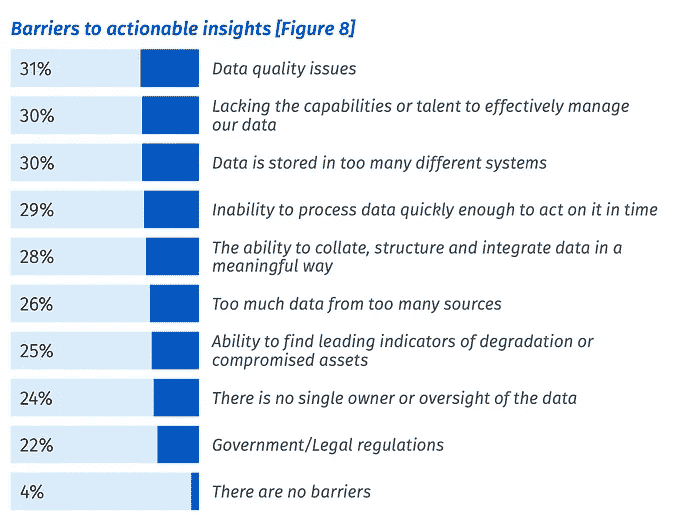 Barriers to actionable insights [Figure 8]
31% Data quality issues
30% Lacking the capabilities or talent to effectively manage
our data
30% Data is stored in too many different systems
29% Inability to process data quickly enough to act on it in time
28% The ability to collate, structure and integrate data in a
meaningful way
26% Too much data from too many sources
25% Ability to find leading indicators of degradation or
compromised assets
24% There is no single owner or oversight of the data
22% Government/Legal regulations
4% There are no barriers